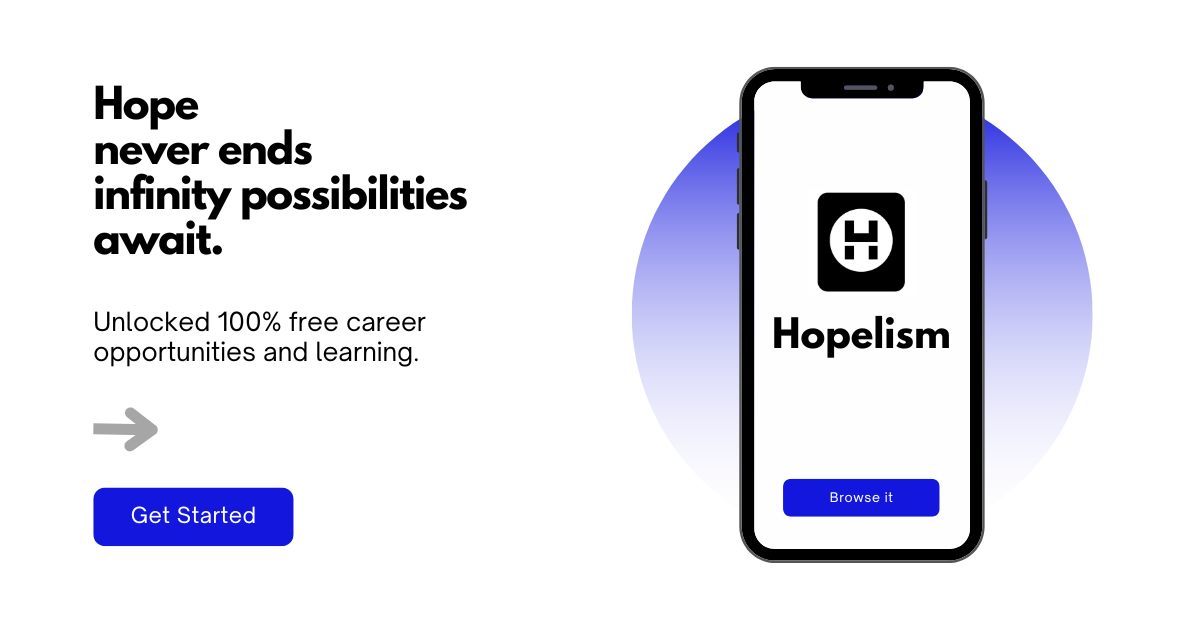 Hope
never ends
infinity possibilities
await.
Unlocked 100% free career
opportunities and learning.
Get Started
H
Hopelism
Browse it